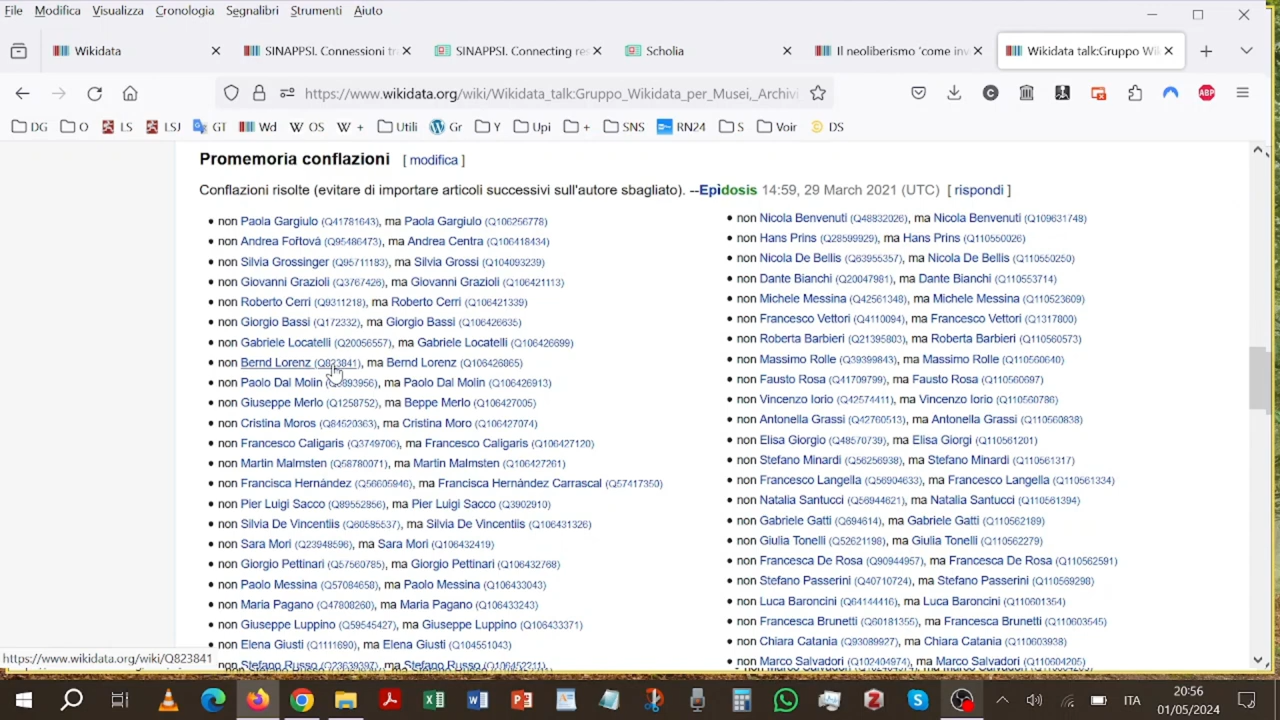 File Modifica Visualizza Cronologia Segnalibri Strumenti Aiuto
Wikidata
SINAPPSI. Connessioni tr
SINAPPSI. Connecting re
Scholia
Il neoliberismo ‘come inv
Wikidata talk:Gruppo Wi
https://www.wikidata.org/wiki/Wikidata_talk:Gruppo_Wikidata_per_Musei,_Archivi
DG O LS LSJ GT Wd OS + Utili Gr Y Upi + SNS RN24 S Voir DS
Promemoria conflazioni [ modifica ]
Conflazioni risolte (evitare di importare articoli successivi sull'autore sbagliato). --Epìdosis 14:59, 29 March 2021 (UTC) [ rispondi ]
non Paola Gargiulo (Q41781643), ma Paola Gargiulo (Q106256778)
non Andrea Fořtová (Q95486473), ma Andrea Centra (Q106418434)
non Silvia Grossinger (Q95711183), ma Silvia Grossi (Q104093239)
non Giovanni Grazioli (Q3767426), ma Giovanni Grazioli (Q106421113)
non Roberto Cerri (Q9311218), ma Roberto Cerri (Q106421339)
non Giorgio Bassi (Q172332), ma Giorgio Bassi (Q106426635)
non Gabriele Locatelli (Q20056557), ma Gabriele Locatelli (Q106426699)
non Bernd Lorenz (Q823841), ma Bernd Lorenz (Q106426865)
non Paolo Dal Molin 893956), ma Paolo Dal Molin (Q106426913)
non Giuseppe Merlo (Q1258752), ma Beppe Merlo (Q106427005)
non Cristina Moros (Q84520363), ma Cristina Moro (Q106427074)
non Francesco Caligaris (Q3749706), ma Francesco Caligaris (Q106427120)
non Martin Malmsten (Q58780071), ma Martin Malmsten (Q106427261)
non Francisca Hernández (Q56605946), ma Francisca Hernández Carrascal (Q57417350)
non Pier Luigi Sacco (Q89552856), ma Pier Luigi Sacco (Q3902910)
non Silvia De Vincentiis (Q60585537), ma Silvia De Vincentiis (Q106431326)
non Sara Mori (Q23948596), ma Sara Mori (Q106432419)
non Giorgio Pettinari (Q57560785), ma Giorgio Pettinari (Q106432768)
non Paolo Messina (Q57084658), ma Paolo Messina (Q106433043)
non Maria Pagano (Q47808260), ma Maria Pagano (Q106433243)
non Giuseppe Luppino (Q59545427), ma Giuseppe Luppino (Q106433371)
non Elena Giusti (Q1111690), ma Elena Giusti (Q104551043)
non Stefano Russo (Q23639397), ma Stefano Russo (Q106452211)
non Nicola Benvenuti (Q48832026), ma Nicola Benvenuti (Q109631748)
non Hans Prins (Q28599929), ma Hans Prins (Q110550026)
non Nicola De Bellis (Q63955357), ma Nicola De Bellis (Q110550250)
non Dante Bianchi (Q20047981), ma Dante Bianchi (Q110553714)
non Michele Messina (Q42561348), ma Michele Messina (Q110523609)
non Francesco Vettori (Q4110094), ma Francesco Vettori (Q1317800)
non Roberta Barbieri (Q21395803), ma Roberta Barbieri (Q110560573)
non Massimo Rolle (Q39399843), ma Massimo Rolle (Q110560640)
non Fausto Rosa (Q41709799), ma Fausto Rosa (Q110560697)
non Vincenzo Iorio (Q42574411), ma Vincenzo Iorio (Q110560786)
non Antonella Grassi (Q42760513), ma Antonella Grassi (Q110560838)
non Elisa Giorgio (Q48570739), ma Elisa Giorgi (Q110561201)
non Stefano Minardi (Q56256938), ma Stefano Minardi (Q110561317)
non Francesco Langella (Q56904633), ma Francesco Langella (Q110561334)
non Natalia Santucci (Q56944621), ma Natalia Santucci (Q110561394)
non Gabriele Gatti (Q694614), ma Gabriele Gatti (Q110562189)
non Giulia Tonelli (Q52621198), ma Giulia Tonelli (Q110562279)
non Francesca De Rosa (Q90944957), ma Francesca De Rosa (Q110562591)
non Stefano Passerini (Q40710724), ma Stefano Passerini (Q110569298)
non Luca Baroncini (Q64144416), ma Luca Baroncini (Q110601354)
non Francesca Brunetti (Q60181355), ma Francesca Brunetti (Q110603545)
non Chiara Catania (Q93089927), ma Chiara Catania (Q110603938)
non Marco Salvadori (Q102404974), ma Marco Salvadori (Q110604205)
https://www.wikidata.org/wiki/Q823841
ITA
20:56
01/05/2024